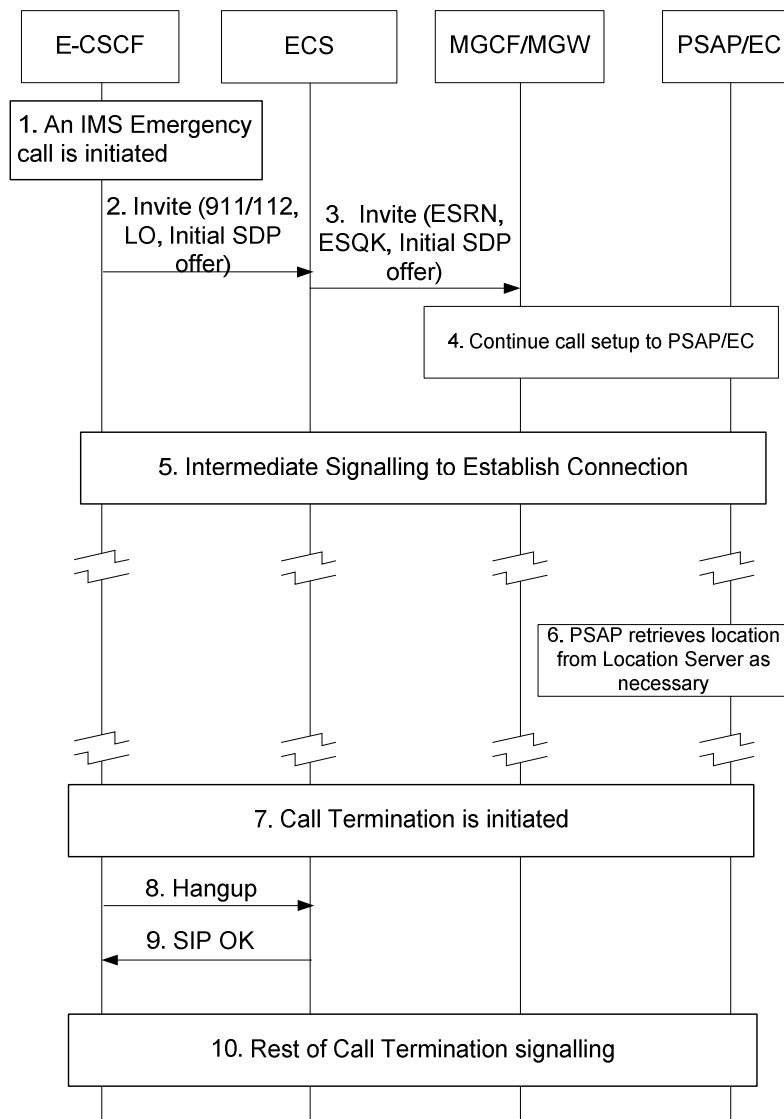 E-CSCF
ECS
MGCF/MGW
PSAP/EC
1. An IMS Emergency
call is initiated
2. Invite (911/112,
LO, Initial SDP
offer)
3. Invite (ESRN,
ESQK, Initial SDP
offer)
4. Continue call setup to PSAP/EC
5. Intermediate Signalling to Establish Connection
6. PSAP retrieves location
from Location Server as
necessary
7. Call Termination is initiated
8. Hangup
9. SIP OK
10. Rest of Call Termination signalling